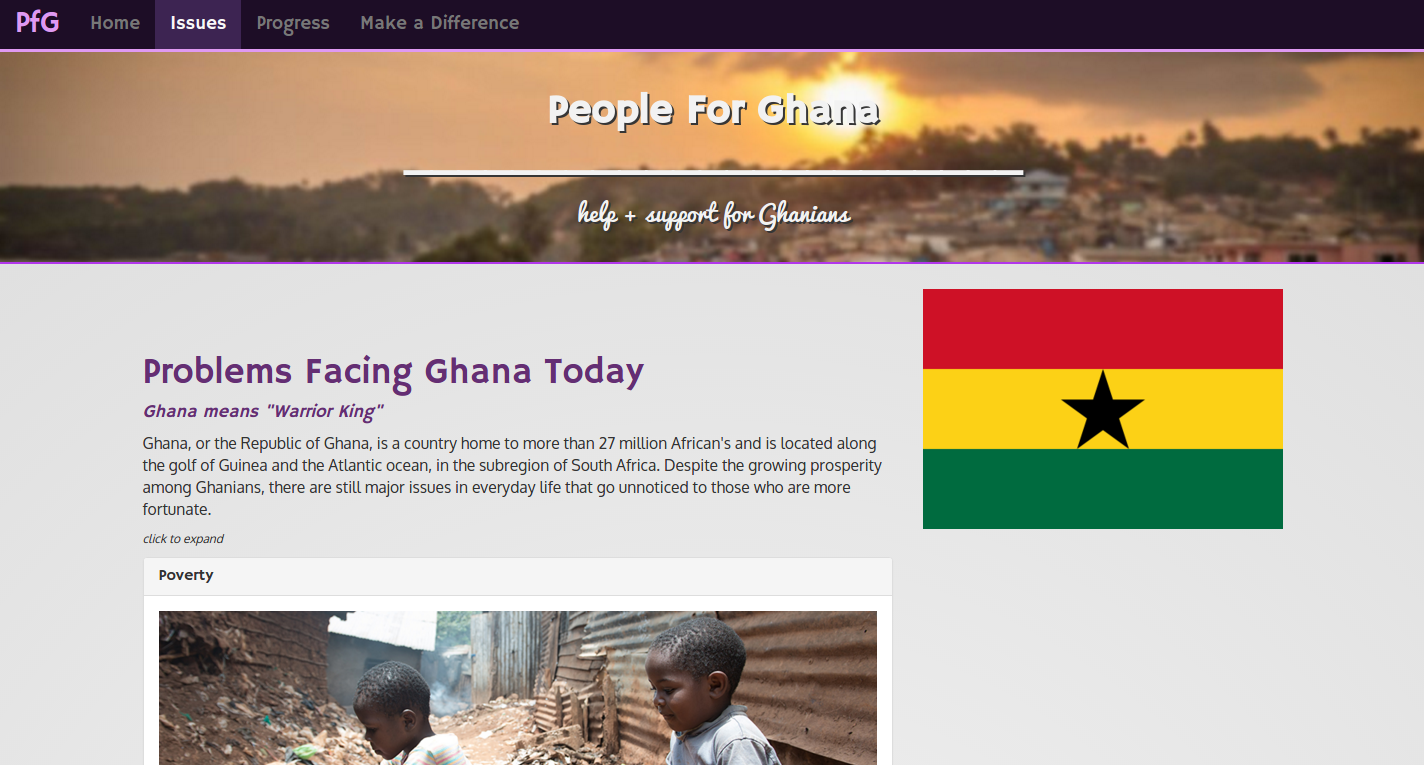 PfG Home Issues Progress Make a Difference
People For Ghana
help + support for Ghanians
Problems Facing Ghana Today
Ghana means "Warrior King"
Ghana, or the Republic of Ghana, is a country home to more than 27 million African's and is located along
the golf of Guinea and the Atlantic ocean, in the subregion of South Africa. Despite the growing prosperity
among Ghanians, there are still major issues in everyday life that go unnoticed to those who are more
fortunate.
click to expand
Poverty